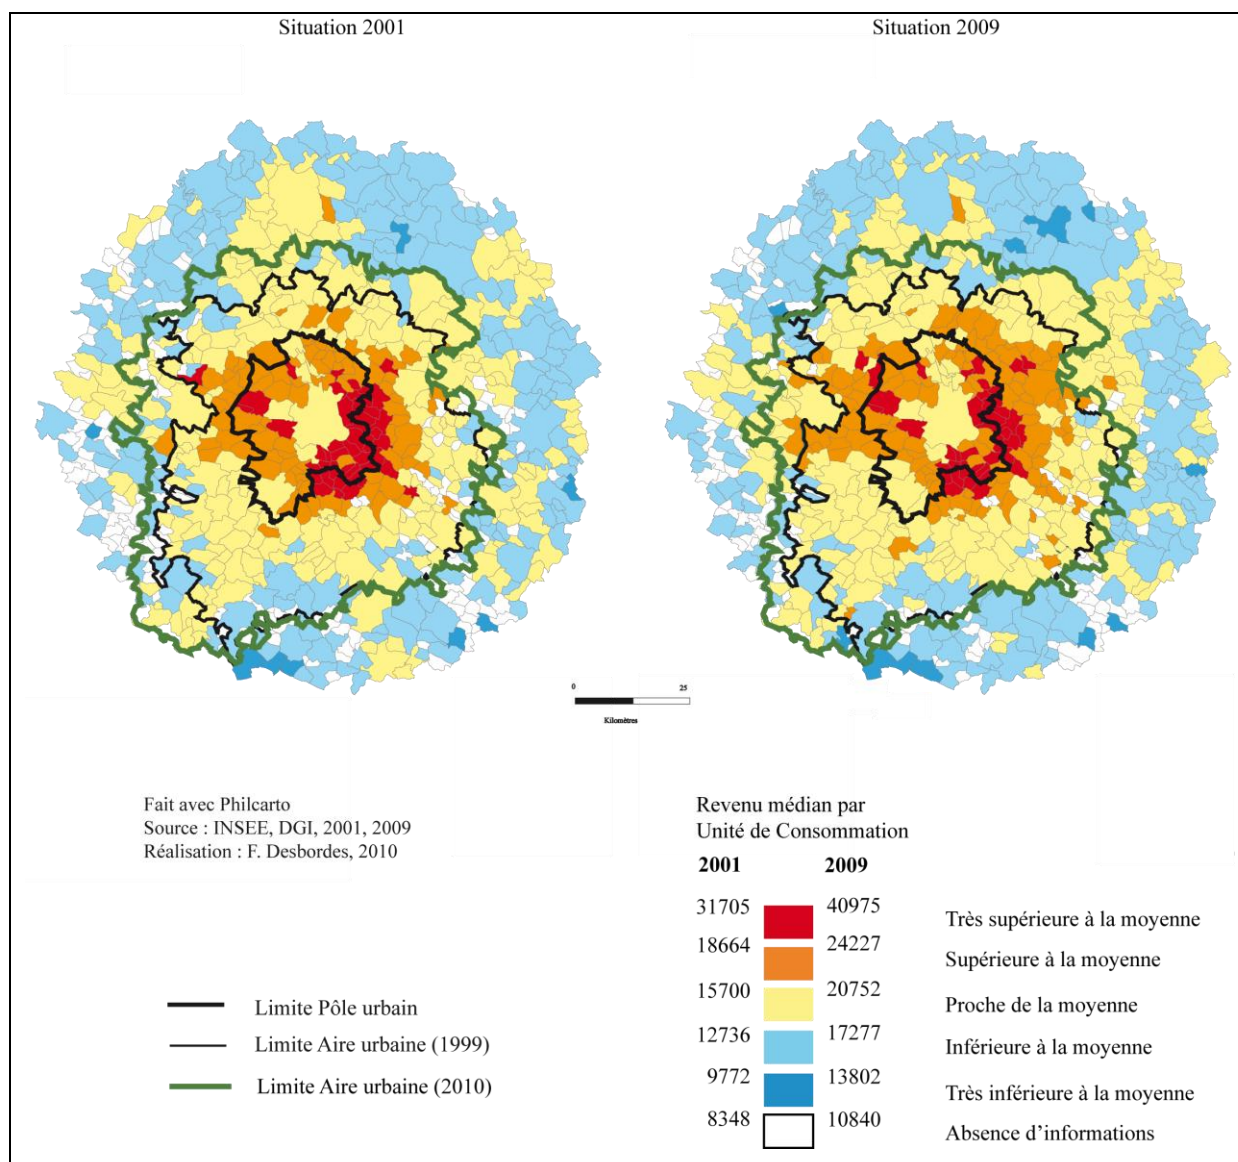 Situation 2001
Situation 2009
0 25
Kilomètres
Fait avec Philcarto
Source : INSEE, DGI, 2001, 2009
Réalisation : F. Desbordes, 2010
Limite Pôle urbain
Limite Aire urbaine (1999)
Limite Aire urbaine (2010)
Revenu médian par
Unité de Consommation
2001 2009
31705 40975
Très supérieure à la moyenne
18664 24227
Supérieure à la moyenne
15700 20752
Proche de la moyenne
12736 17277
Inférieure à la moyenne
9772 13802
Très inférieure à la moyenne
8348 10840
Absence d'informations